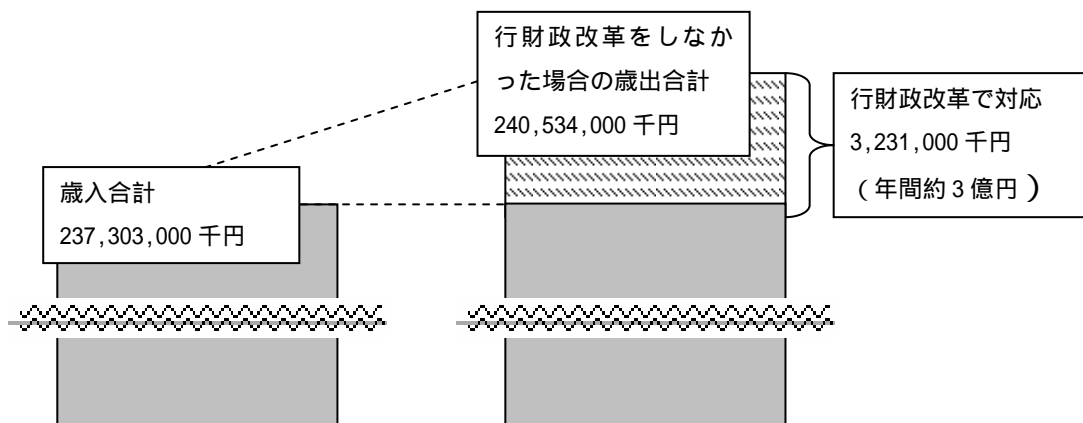 行財政改革をしなか
った場合の歳出合計
240,534,000 千円
行財政改革で対応
3,231,000 千円
（年間約 3 億円）
歳入合計
237,303,000 千円